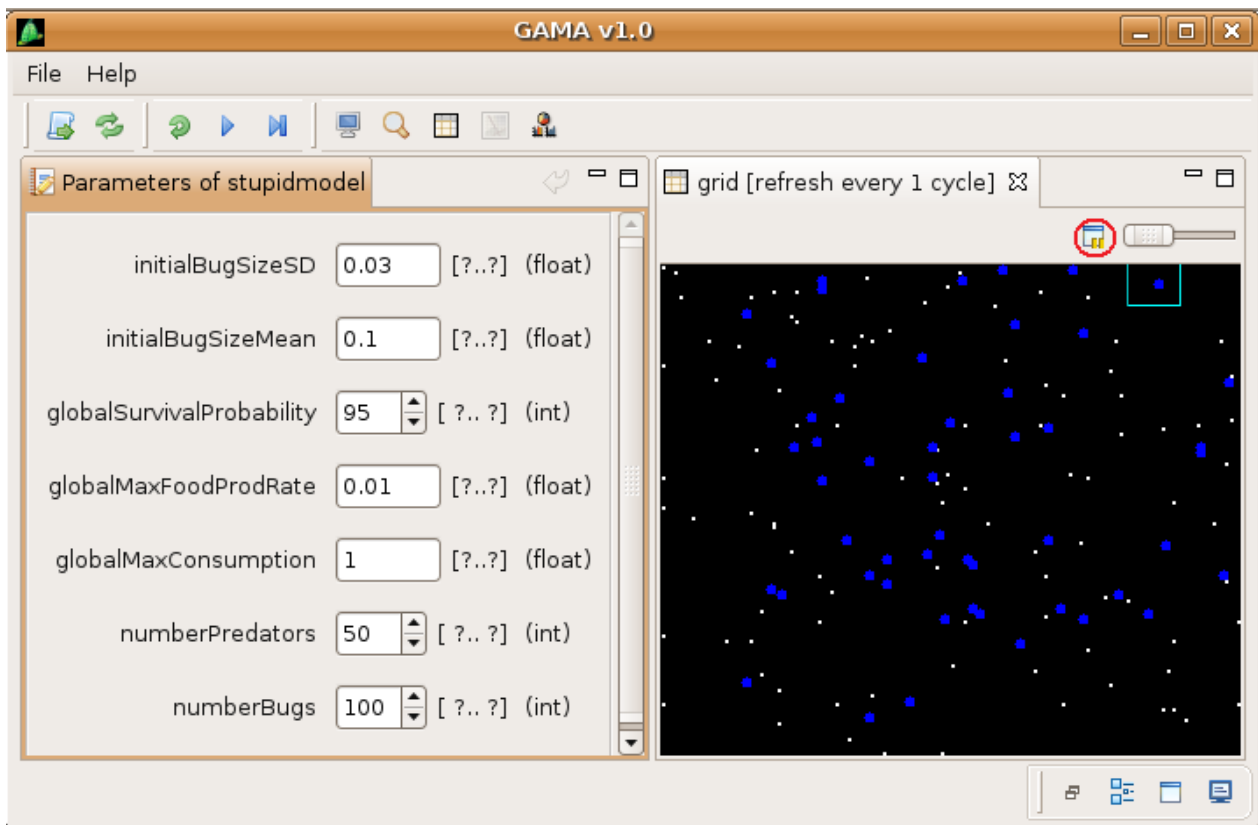 GAMA v1.0
File Help
Parameters of stupidmodel
grid [refresh every 1 cycle]
initialBugSizeSD 0.03 [?..?] (float)
initialBugSizeMean 0.1 [?..?] (float)
globalSurvivalProbability 95 [ ?.. ?] (int)
globalMaxFoodProdRate 0.01 [?..?] (float)
globalMaxConsumption 1 [?..?] (float)
numberPredators 50 [ ?.. ?] (int)
numberBugs 100 [ ?.. ?] (int)